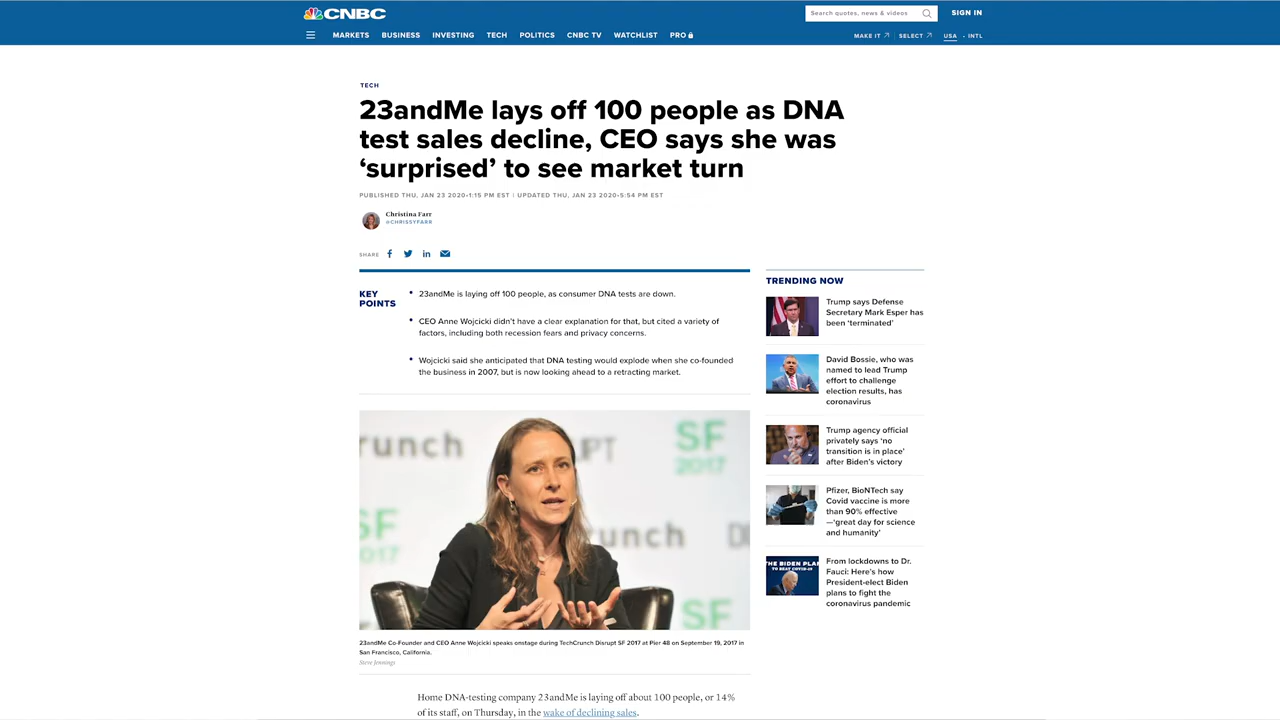 CNBC
Search quotes, news & videos
SIGN IN
MARKETS BUSINESS INVESTING TECH POLITICS CNBC TV WATCHLIST PRO
MAKE IT SELECT USA • INTL
TECH
23andMe lays off 100 people as DNA
test sales decline, CEO says she was
‘surprised’ to see market turn
PUBLISHED THU, JAN 23 2020•1:15 PM EST | UPDATED THU, JAN 23 2020•5:54 PM EST
Christina Farr
@CHRISSYFARR
SHARE
KEY
POINTS
• 23andMe is laying off 100 people, as consumer DNA tests are down.
• CEO Anne Wojcicki didn’t have a clear explanation for that, but cited a variety of
factors, including both recession fears and privacy concerns.
• Wojcicki said she anticipated that DNA testing would explode when she co-founded
the business in 2007, but is now looking ahead to a retracting market.
runch
PT
SF
2017
SF
2017
unch
D
SF
23andMe Co-Founder and CEO Anne Wojcicki speaks onstage during TechCrunch Disrupt SF 2017 at Pier 48 on September 19, 2017 in
San Francisco, California.
Steve Jennings
Home DNA-testing company 23andMe is laying off about 100 people, or 14%
of its staff, on Thursday, in the wake of declining sales.
TRENDING NOW
Trump says Defense
Secretary Mark Esper has
been ‘terminated’
David Bossie, who was
named to lead Trump
effort to challenge
election results, has
coronavirus
Trump agency official
privately says ‘no
transition is in place’
after Biden’s victory
Pfizer, BioNTech say
Covid vaccine is more
than 90% effective
—‘great day for science
and humanity’
THE BIDEN PLAN
TO BEAT COVID-19
From lockdowns to Dr.
Fauci: Here’s how
President-elect Biden
plans to fight the
coronavirus pandemic